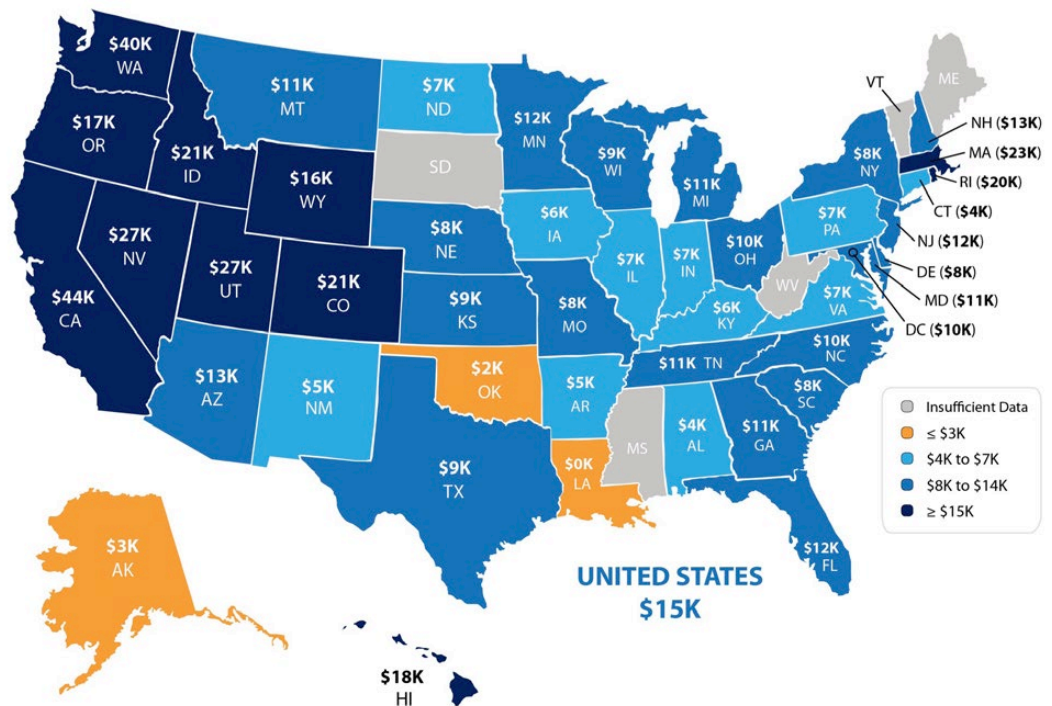 $40K
WA
$11K
MT
$7K
ND
$12K
MN
VT
ME
$17K
OR
$21K
ID
$16K
WY
SD
$9K
WI
$11K
MI
$8K
NY
NH ($13K)
MA ($23K)
RI ($20K)
CT ($4K)
NJ ($12K)
DE ($8K)
MD ($11K)
DC ($10K)
$27K
NV
$27K
UT
$21K
CO
$8K
NE
$6K
IA
$7K
IL
$7K
IN
$10K
OH
$7K
PA
WV
$7K
VA
$44K
CA
$9K
KS
$8K
MO
$6K
KY
$13K
AZ
$5K
NM
$2K
OK
$5K
AR
$11K TN
$10K
NC
$8K
SC
$9K
TX
$0K
LA
MS
$4K
AL
$11K
GA
$12K
FL
Insufficient Data
≤ $3K
$4K to $7K
$8K to $14K
≥ $15K
$3K
AK
$18K
HI
UNITED STATES
$15K